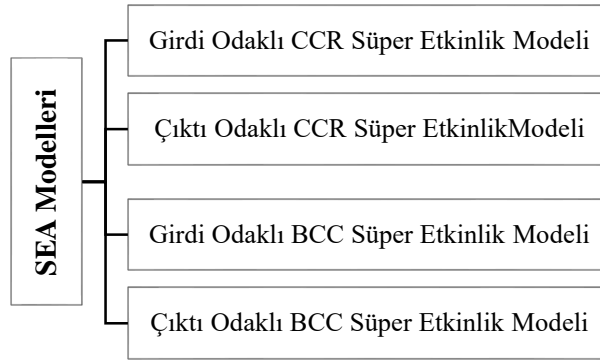 SEA Modelleri
Girdi Odaklı CCR Süper Etkinlik Modeli
Çıktı Odaklı CCR Süper EtkinlikModeli
Girdi Odaklı BCC Süper Etkinlik Modeli
Çıktı Odaklı BCC Süper Etkinlik Modeli